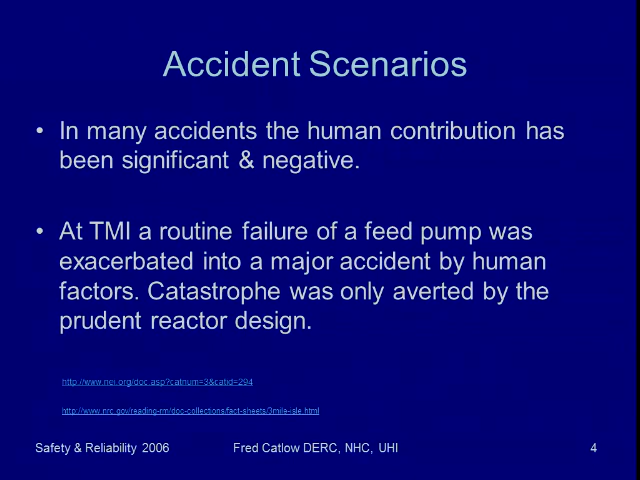 Accident Scenarios
• In many accidents the human contribution has
been significant & negative.
• At TMI a routine failure of a feed pump was
exacerbated into a major accident by human
factors. Catastrophe was only averted by the
prudent reactor design.
http://www.nei.org/doc.asp?catnum=3&catid=294
http://www.nrc.gov/reading-rm/doc-collections/fact-sheets/3mile-isle.html
Safety & Reliability 2006 Fred Catlow DERC, NHC, UHI 4